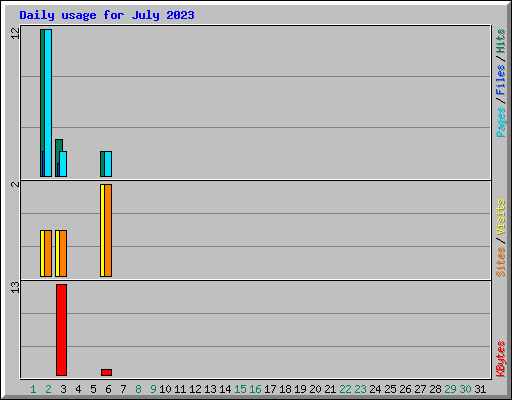 Daily usage for July 2023
12
2
13
Pages/Files/Hits
Sites/Visits
KBytes
1 2 3 4 5 6 7 8 9 10 11 12 13 14 15 16 17 18 19 20 21 22 23 24 25 26 27 28 29 30 31